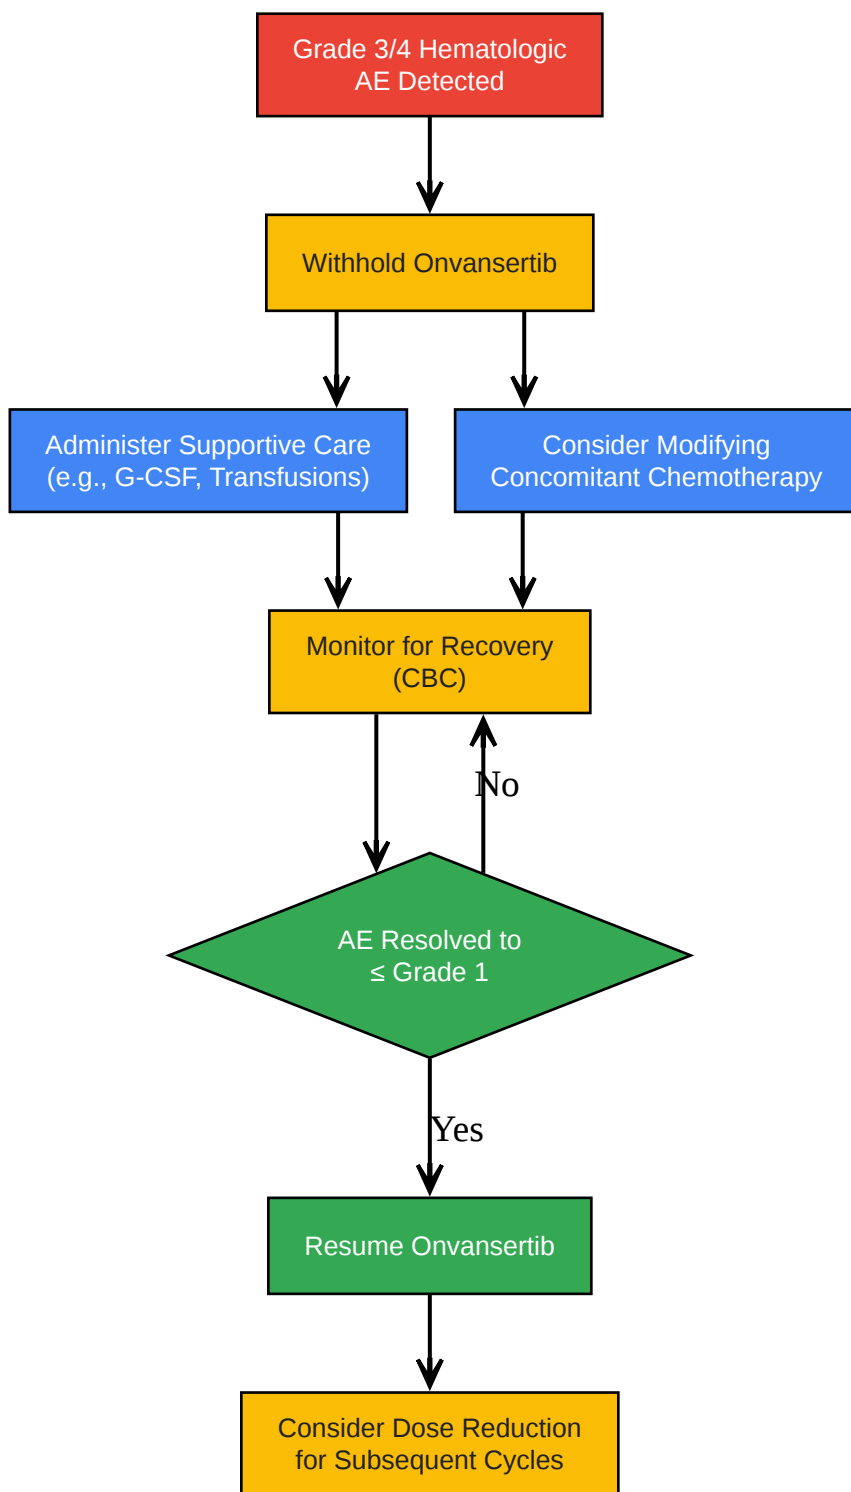 Grade 3/4 Hematologic
AE Detected
Withhold Onvansertib
Administer Supportive Care
(e.g., G-CSF, Transfusions)
Consider Modifying
Concomitant Chemotherapy
Monitor for Recovery
(CBC)
No
AE Resolved to
≤ Grade 1
Yes
Resume Onvansertib
Consider Dose Reduction
for Subsequent Cycles